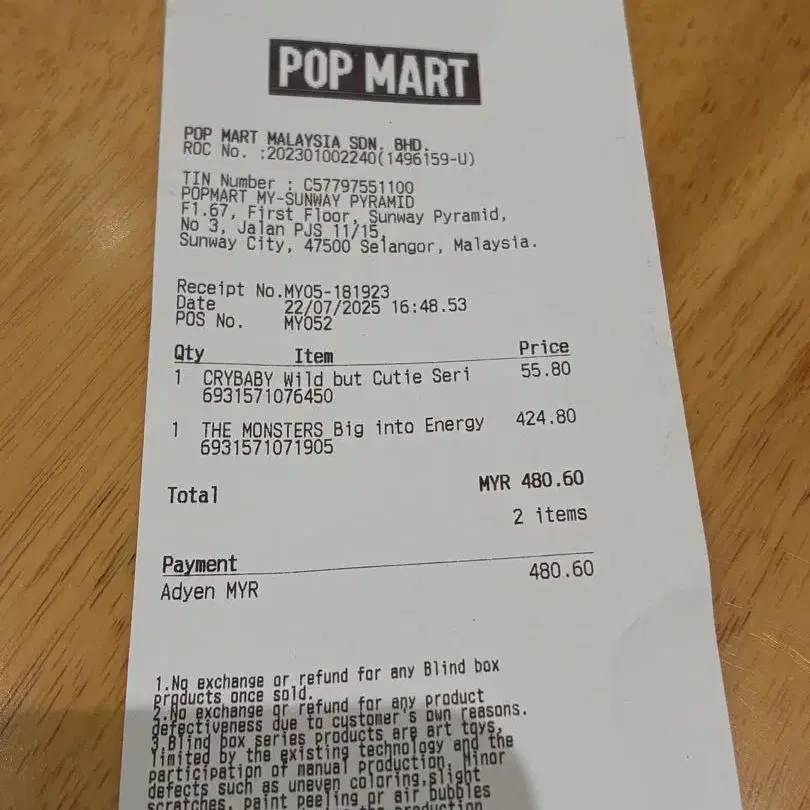 POP MART
POP MART MALAYSIA SDN. BHD.
ROC No. :202301002240(1496159-U)
TIN Number : C57797551100
POPMART MY-SUNWAY PYRAMID
F1.67, First Floor, Sunway Pyramid,
No 3, Jalan PJS 11/15,
Sunway City, 47500 Selangor, Malaysia.
Receipt No.MY05-181923
Date 22/07/2025 16:48.53
POS No. MY052
Qty Item Price
1 CRYBABY Wild but Cutie Seri 55.80
6931571076450
1 THE MONSTERS Big into Energy 424.80
6931571071905
Total MYR 480.60
2 items
Payment
Adyen MYR 480.60
1.No exchange or refund for any Blind box
products once sold.
2.No exchange or refund for any product
defectiveness due to customer's own reasons.
3.Blind box series products are art toys,
limited by the existing technology and the
participation of manual production. Minor
defects such as uneven coloring,slight
scratches, paint peeling or air bubbles
the production